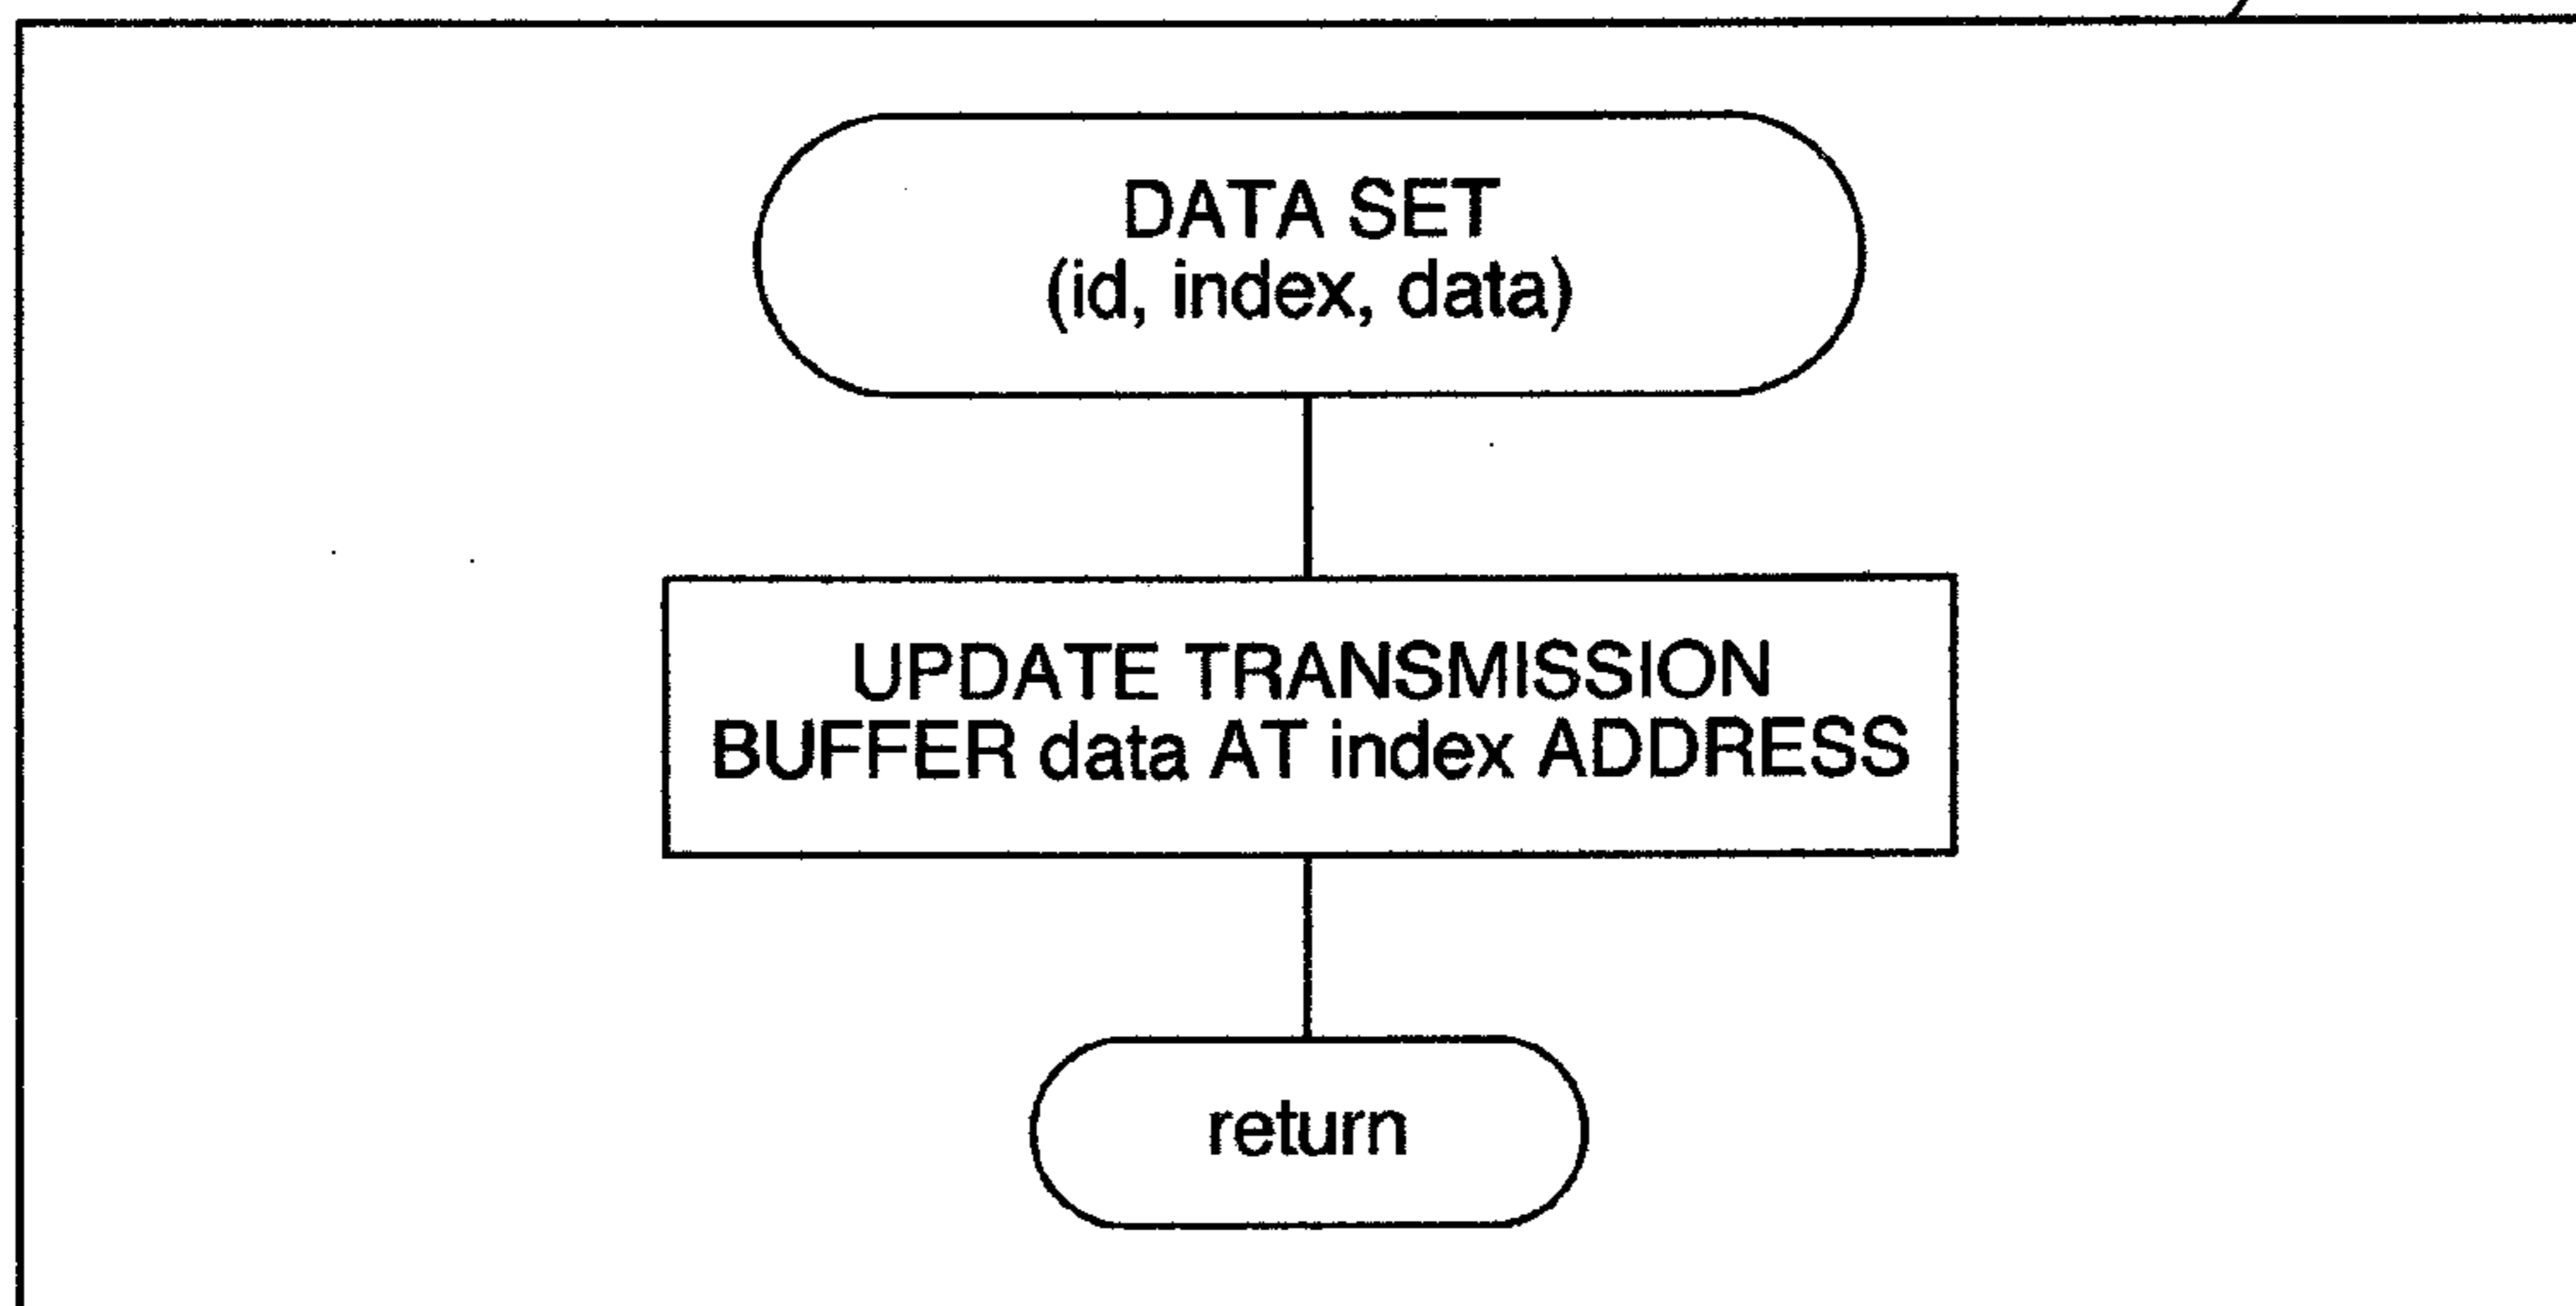 DATA SET
(id, index, data)
UPDATE TRANSMISSION
BUFFER data AT index ADDRESS
return